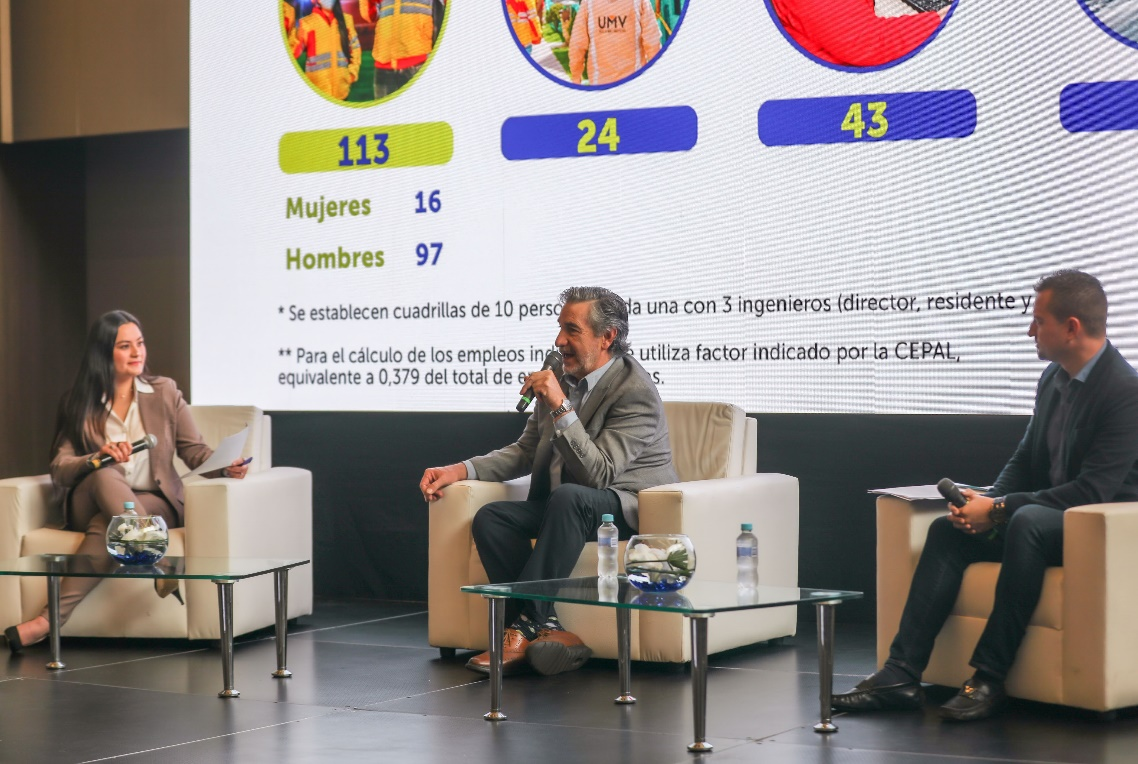 UMV
113
24
43
Mujeres 16
Hombres 97
* Se establecen cuadrillas de 10 da una con 3 ingenieros (director, residente y
** Para el cálculo de los empleos utiliza factor indicado por la CEPAL,
equivalente a 0,379 del total de